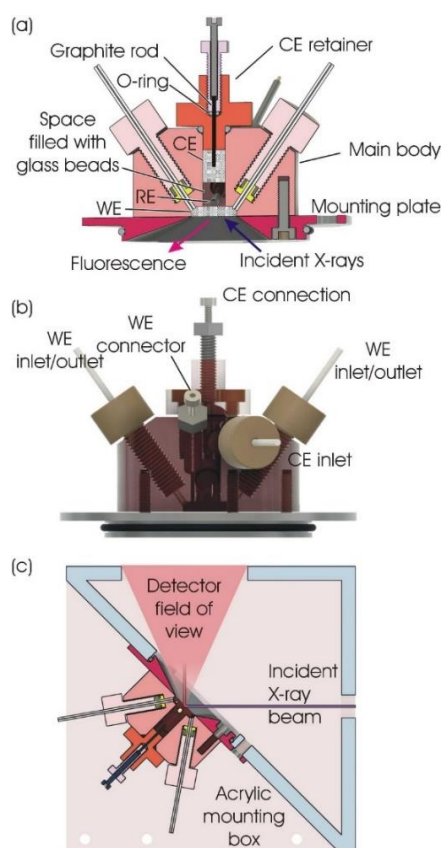 (a)
Graphite rod
O-ring
CE retainer
Space
filled with
glass beads
CE
Main body
RE
WE
Mounting plate
Fluorescence
Incident X-rays
(b)
CE connection
WE
inlet/outlet
WE
connector
WE
inlet/outlet
CE inlet
(c)
Detector
field of
view
Incident
X-ray
beam
Acrylic
mounting
box